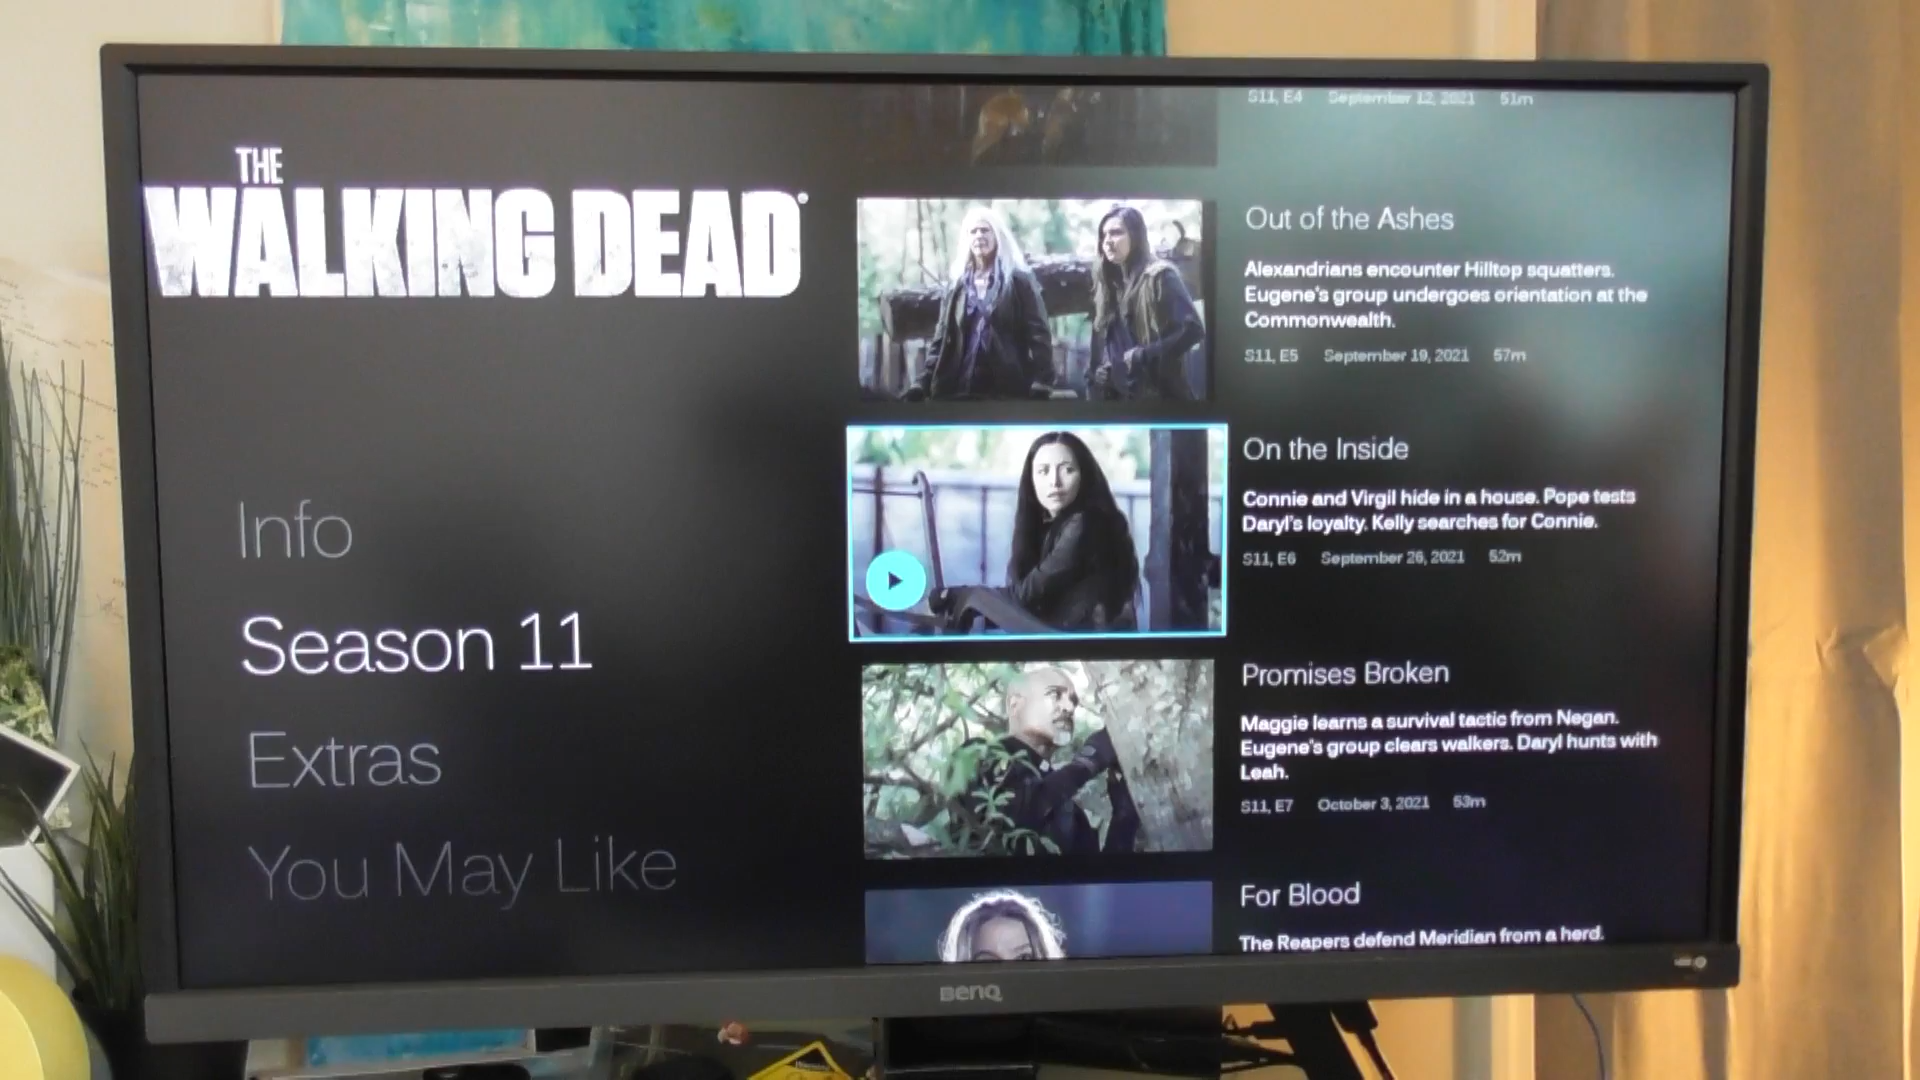 THE
WALKING DEAD
Info
Season 11
Extras
You May Like
S11, E4 September 12, 2021 51m
Out of the Ashes
Alexandrians encounter Hilltop squatters.
Eugene's group undergoes orientation at the
Commonwealth.
S11, E5 September 19, 2021 57m
On the Inside
Connie and Virgil hide in a house. Pope tests
Daryl's loyalty. Kelly searches for Connie.
S11, E6 September 26, 2021 52m
Promises Broken
Maggie learns a survival tactic from Negan.
Eugene's group clears walkers. Daryl hunts with
Leah.
S11, E7 October 3, 2021 53m
For Blood
The Reapers defend Meridian from a herd.
BenQ